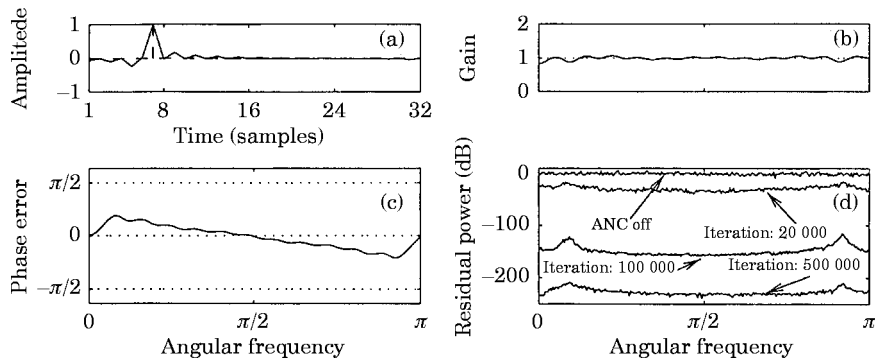 Amplitede
1
0
−1
(a)
1
8
16
24
32
Time (samples)
Gain
2
1
0
(b)
0
π/2
π
Phase error
π/2
0
−π/2
(c)
0
π/2
π
Angular frequency
Residual power (dB)
0
−100
−200
(d)
ANC off
Iteration: 20 000
Iteration: 100 000
Iteration: 500 000
0
π/2
π
Angular frequency